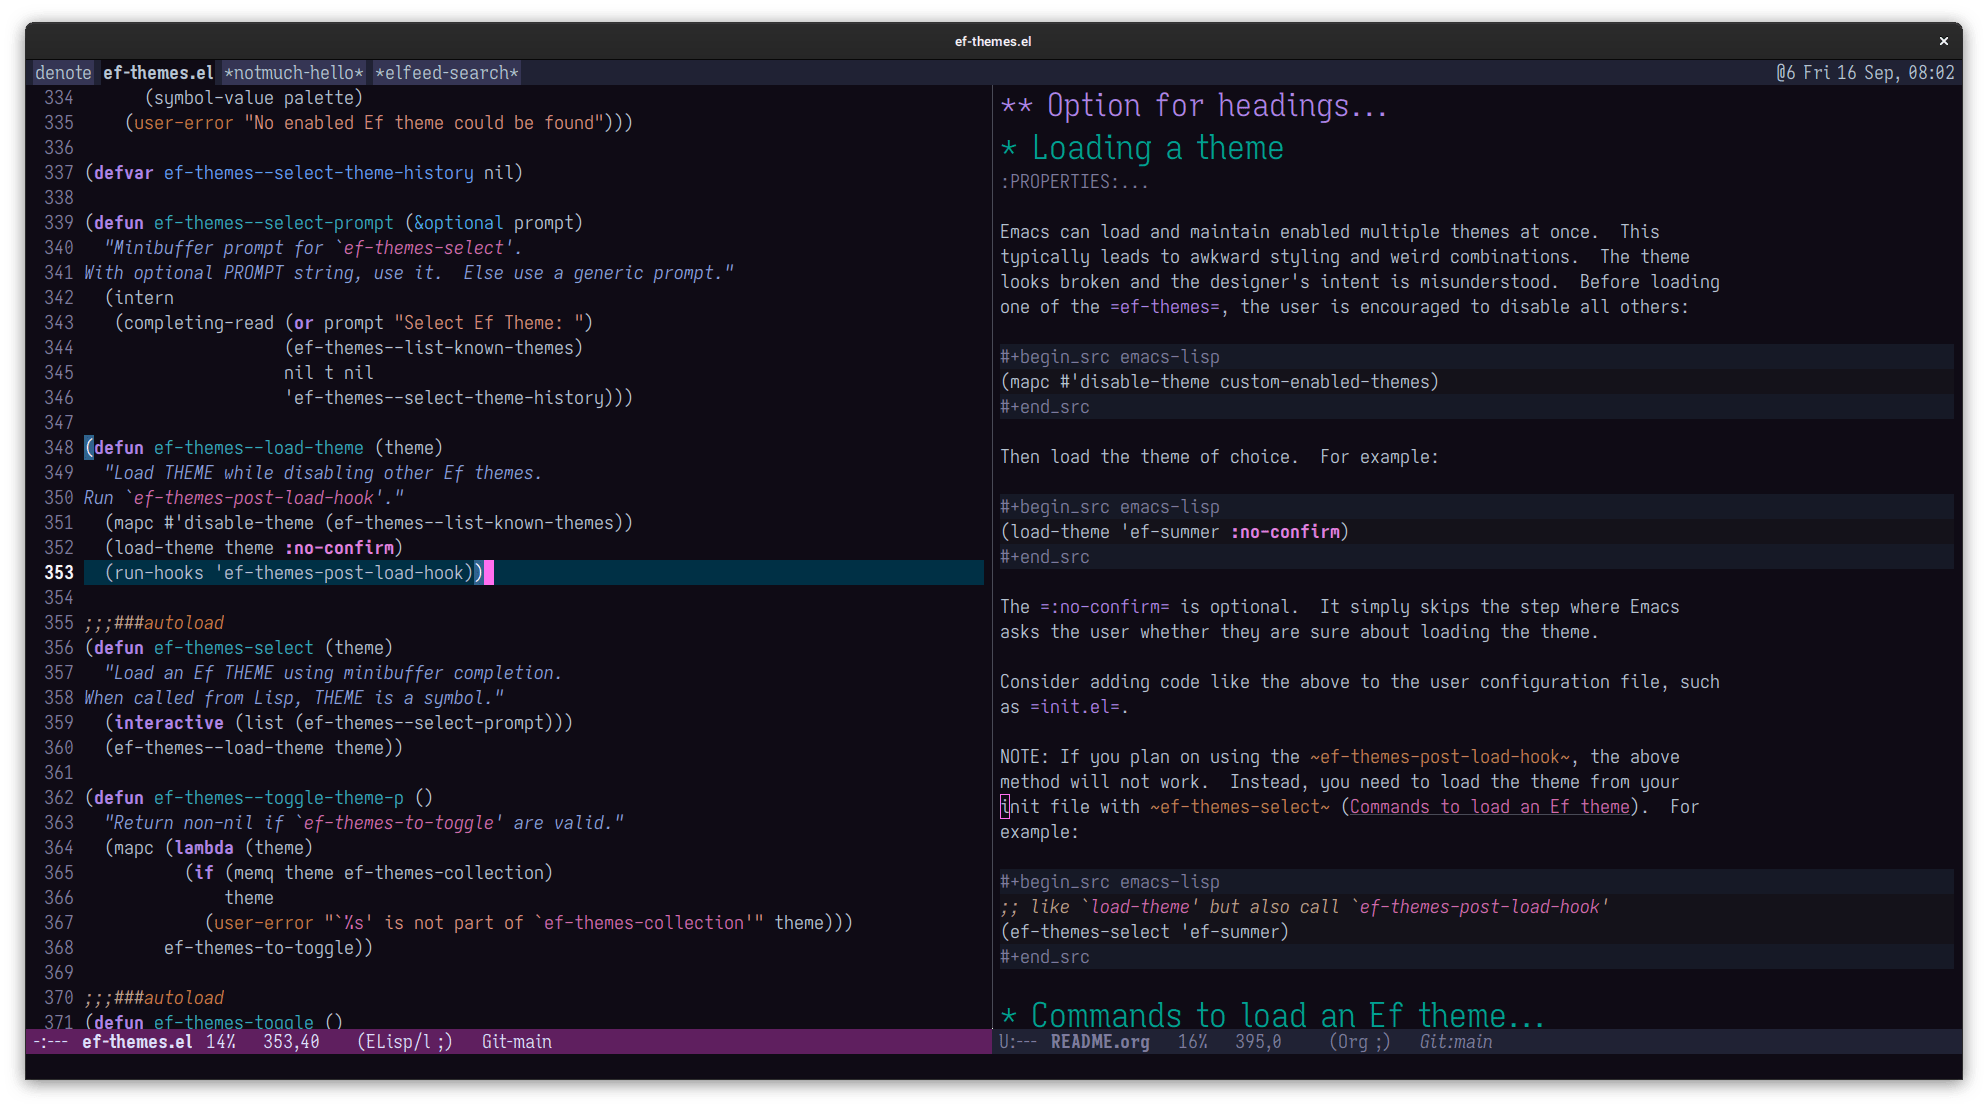 ef-themes.el ×
denote ef-themes.el *notmuch-hello* *elfeed-search* @6 Fri 16 Sep, 08:02
334       (symbol-value palette)
335     (user-error "No enabled Ef theme could be found")))
336
337 (defvar ef-themes--select-theme-history nil)
338
339 (defun ef-themes--select-prompt (&optional prompt)
340   "Minibuffer prompt for `ef-themes-select'.
341 With optional PROMPT string, use it.  Else use a generic prompt."
342   (intern
343    (completing-read (or prompt "Select Ef Theme: ")
344                     (ef-themes--list-known-themes)
345                     nil t nil
346                     'ef-themes--select-theme-history)))
347
348 (defun ef-themes--load-theme (theme)
349   "Load THEME while disabling other Ef themes.
350 Run `ef-themes-post-load-hook'."
351   (mapc #'disable-theme (ef-themes--list-known-themes))
352   (load-theme theme :no-confirm)
353   (run-hooks 'ef-themes-post-load-hook))
354
355 ;;;###autoload
356 (defun ef-themes-select (theme)
357   "Load an Ef THEME using minibuffer completion.
358 When called from Lisp, THEME is a symbol."
359   (interactive (list (ef-themes--select-prompt)))
360   (ef-themes--load-theme theme))
361
362 (defun ef-themes--toggle-theme-p ()
363   "Return non-nil if `ef-themes-to-toggle' are valid."
364   (mapc (lambda (theme)
365           (if (memq theme ef-themes-collection)
366               theme
367             (user-error "`%s' is not part of `ef-themes-collection'" theme)))
368         ef-themes-to-toggle))
369
370 ;;;###autoload
371 (defun ef-themes-toggle ()
-:--- ef-themes.el 14% 353,40 (ELisp/l ;) Git-main
** Option for headings...
* Loading a theme
:PROPERTIES:...
Emacs can load and maintain enabled multiple themes at once.  This
typically leads to awkward styling and weird combinations.  The theme
looks broken and the designer's intent is misunderstood.  Before loading
one of the =ef-themes=, the user is encouraged to disable all others:
#+begin_src emacs-lisp
(mapc #'disable-theme custom-enabled-themes)
#+end_src
Then load the theme of choice.  For example:
#+begin_src emacs-lisp
(load-theme 'ef-summer :no-confirm)
#+end_src
The =:no-confirm= is optional.  It simply skips the step where Emacs
asks the user whether they are sure about loading the theme.
Consider adding code like the above to the user configuration file, such
as =init.el=.
NOTE: If you plan on using the ~ef-themes-post-load-hook~, the above
method will not work.  Instead, you need to load the theme from your
init file with ~ef-themes-select~ (Commands to load an Ef theme).  For
example:
#+begin_src emacs-lisp
;; like `load-theme' but also call `ef-themes-post-load-hook'
(ef-themes-select 'ef-summer)
#+end_src
* Commands to load an Ef theme...
U:--- README.org 16% 395,0 (Org ;) Git:main